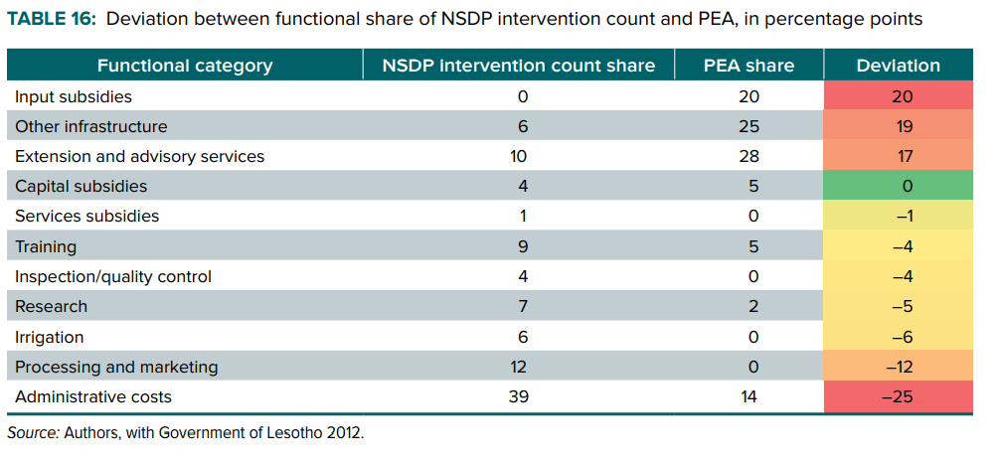 TABLE 16: Deviation between functional share of NSDP intervention count and PEA, in percentage points
Functional category NSDP intervention count share PEA share Deviation
Input subsidies 0 20 20
Other infrastructure 6 25 19
Extension and advisory services 10 28 17
Capital subsidies 4 5 0
Services subsidies 1 0 –1
Training 9 5 –4
Inspection/quality control 4 0 –4
Research 7 2 –5
Irrigation 6 0 –6
Processing and marketing 12 0 –12
Administrative costs 39 14 –25
Source: Authors, with Government of Lesotho 2012.